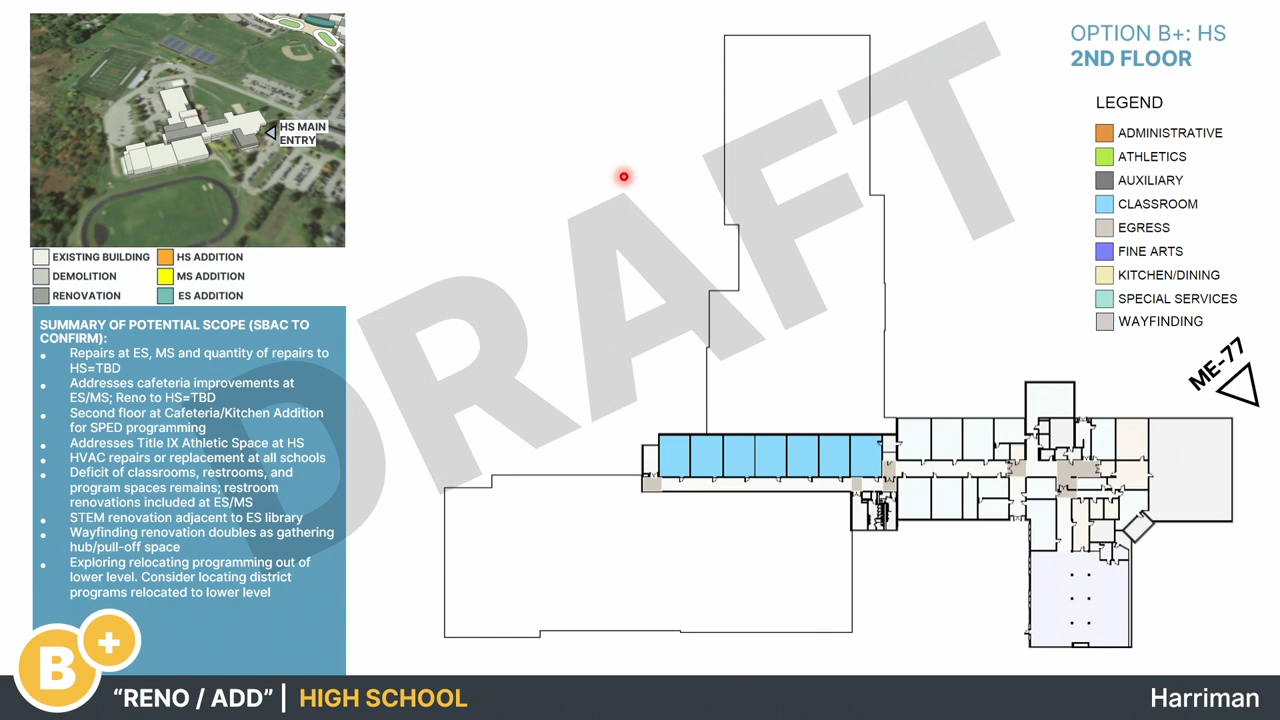 OPTION B+: HS
2ND FLOOR
HS MAIN
ENTRY
LEGEND
ADMINISTRATIVE
ATHLETICS
AUXILIARY
CLASSROOM
EGRESS
FINE ARTS
KITCHEN/DINING
SPECIAL SERVICES
WAYFINDING
EXISTING BUILDING
HS ADDITION
DEMOLITION
MS ADDITION
RENOVATION
ES ADDITION
SUMMARY OF POTENTIAL SCOPE (SBAC TO
CONFIRM):
• Repairs at ES, MS and quantity of repairs to
HS=TBD
• Addresses cafeteria improvements at
ES/MS; Reno to HS=TBD
• Second floor at Cafeteria/Kitchen Addition
for SPED programming
• Addresses Title IX Athletic Space at HS
• HVAC repairs or replacement at all schools
• Deficit of classrooms, restrooms, and
program spaces remains; restroom
renovations included at ES/MS
• STEM renovation adjacent to ES library
• Wayfinding renovation doubles as gathering
hub/pull-off space
• Exploring relocating programming out of
lower level. Consider locating district
programs relocated to lower level
DRAFT
ME-77
B+
“RENO / ADD” | HIGH SCHOOL
Harriman